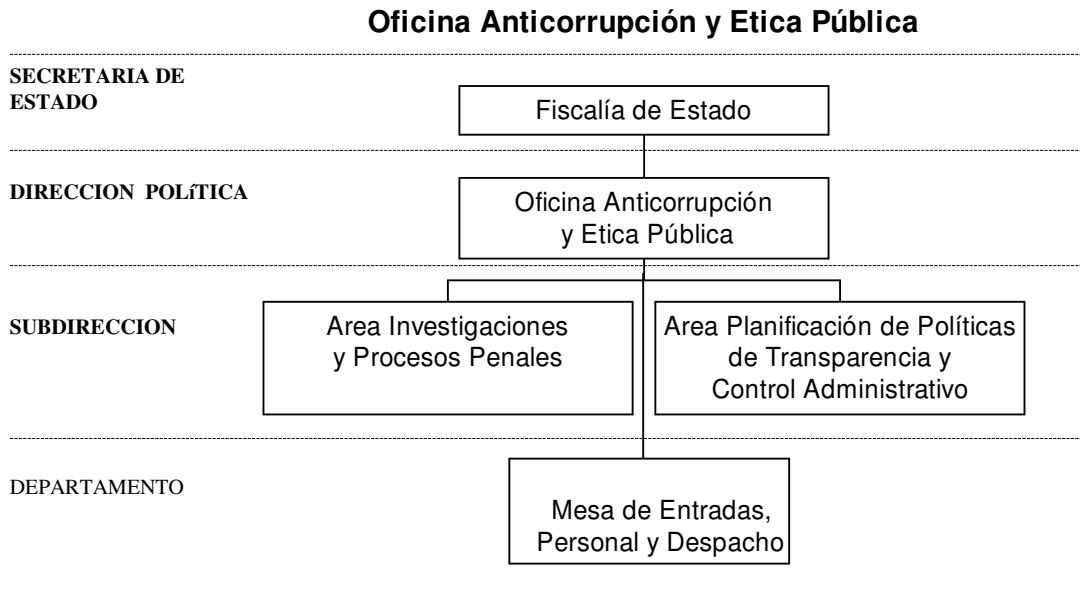 Oficina Anticorrupción y Etica Pública
SECRETARIA DE
ESTADO
Fiscalía de Estado
DIRECCION POLíTICA
Oficina Anticorrupción
y Etica Pública
SUBDIRECCION
Area Investigaciones
y Procesos Penales
Area Planificación de Políticas
de Transparencia y
Control Administrativo
DEPARTAMENTO
Mesa de Entradas,
Personal y Despacho